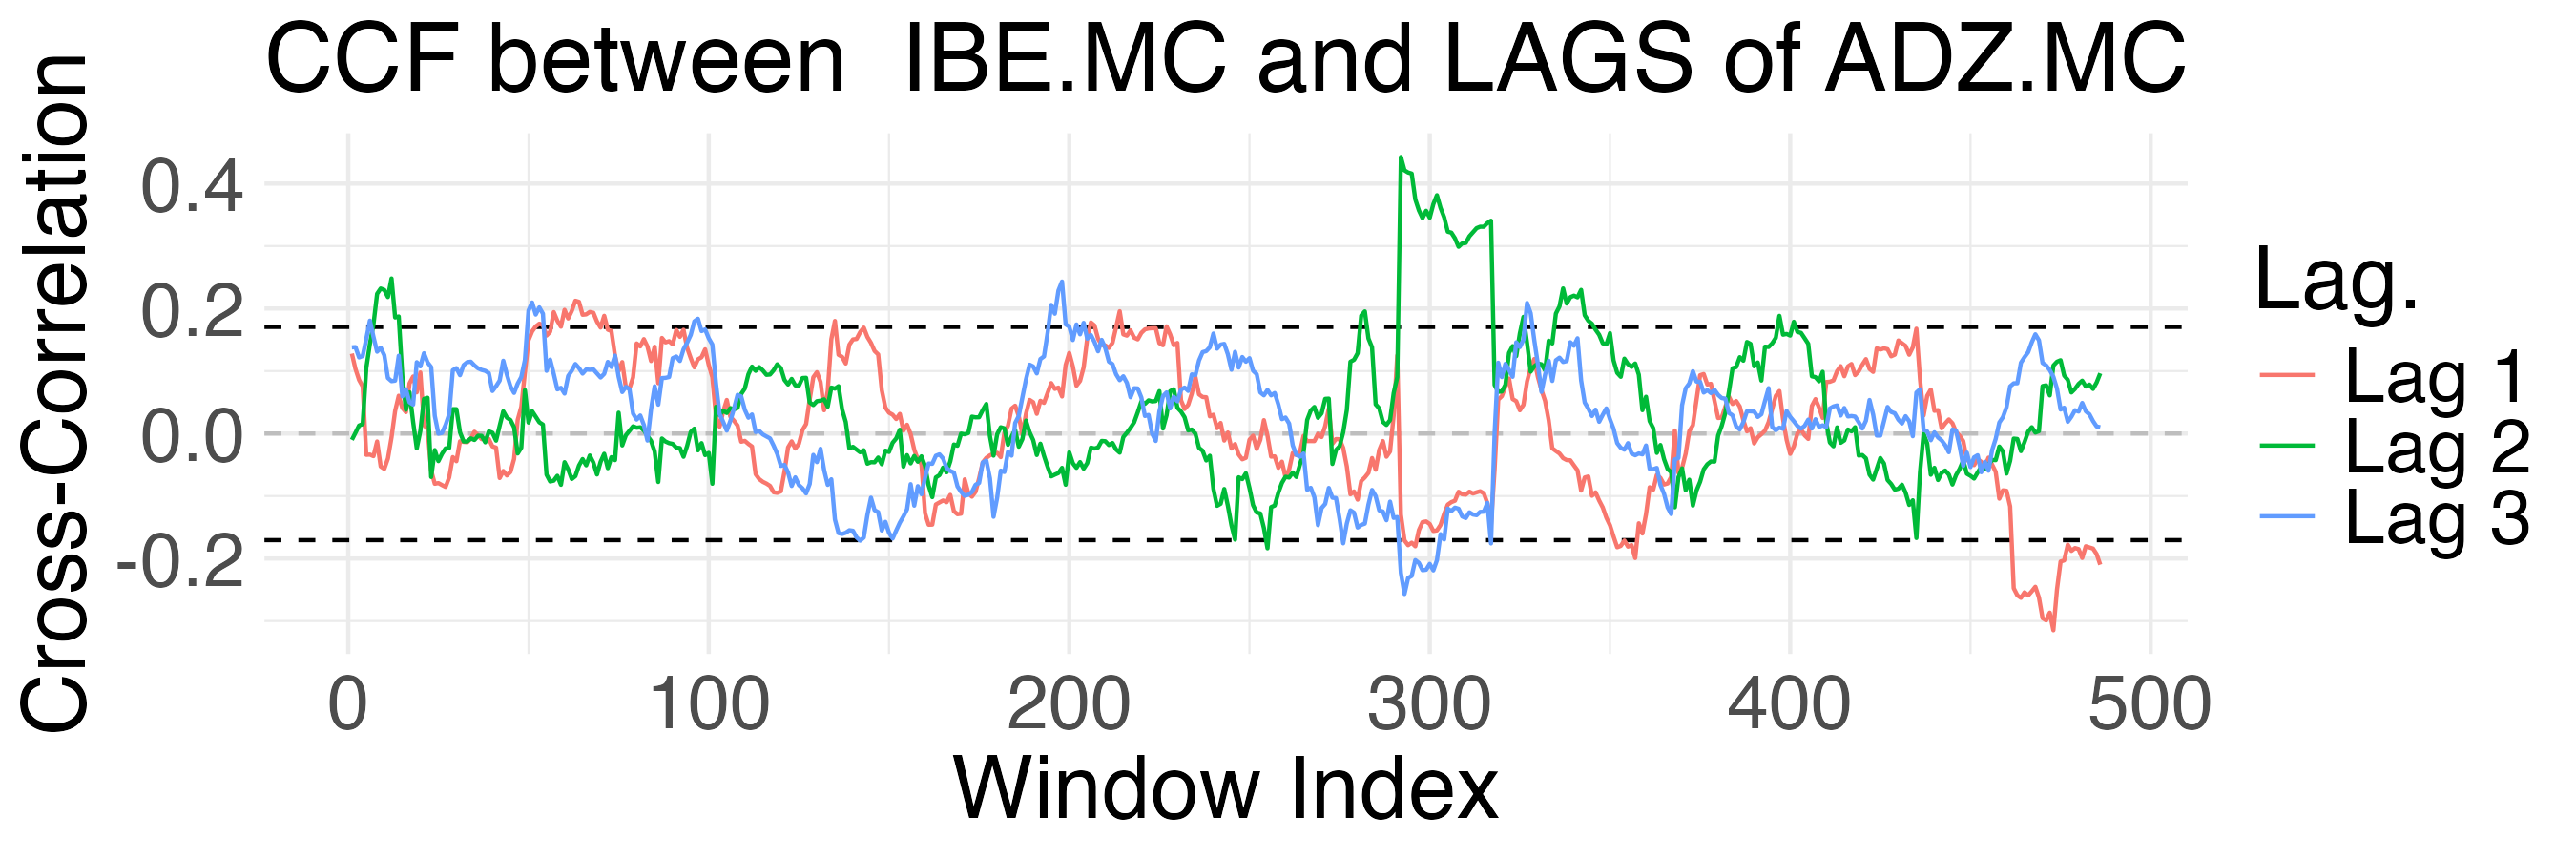 CCF between  IBE.MC and LAGS of ADZ.MC
Cross-Correlation
0.4
0.2
0.0
-0.2
0 100 200 300 400 500
Window Index
Lag.
Lag 1
Lag 2
Lag 3